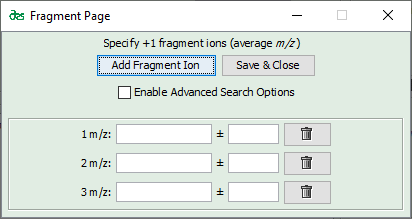 Fragment Page
Specify +1 fragment ions (average m/z)
Add Fragment Ion Save & Close
Enable Advanced Search Options
1 m/z: ±
2 m/z: ±
3 m/z: ±